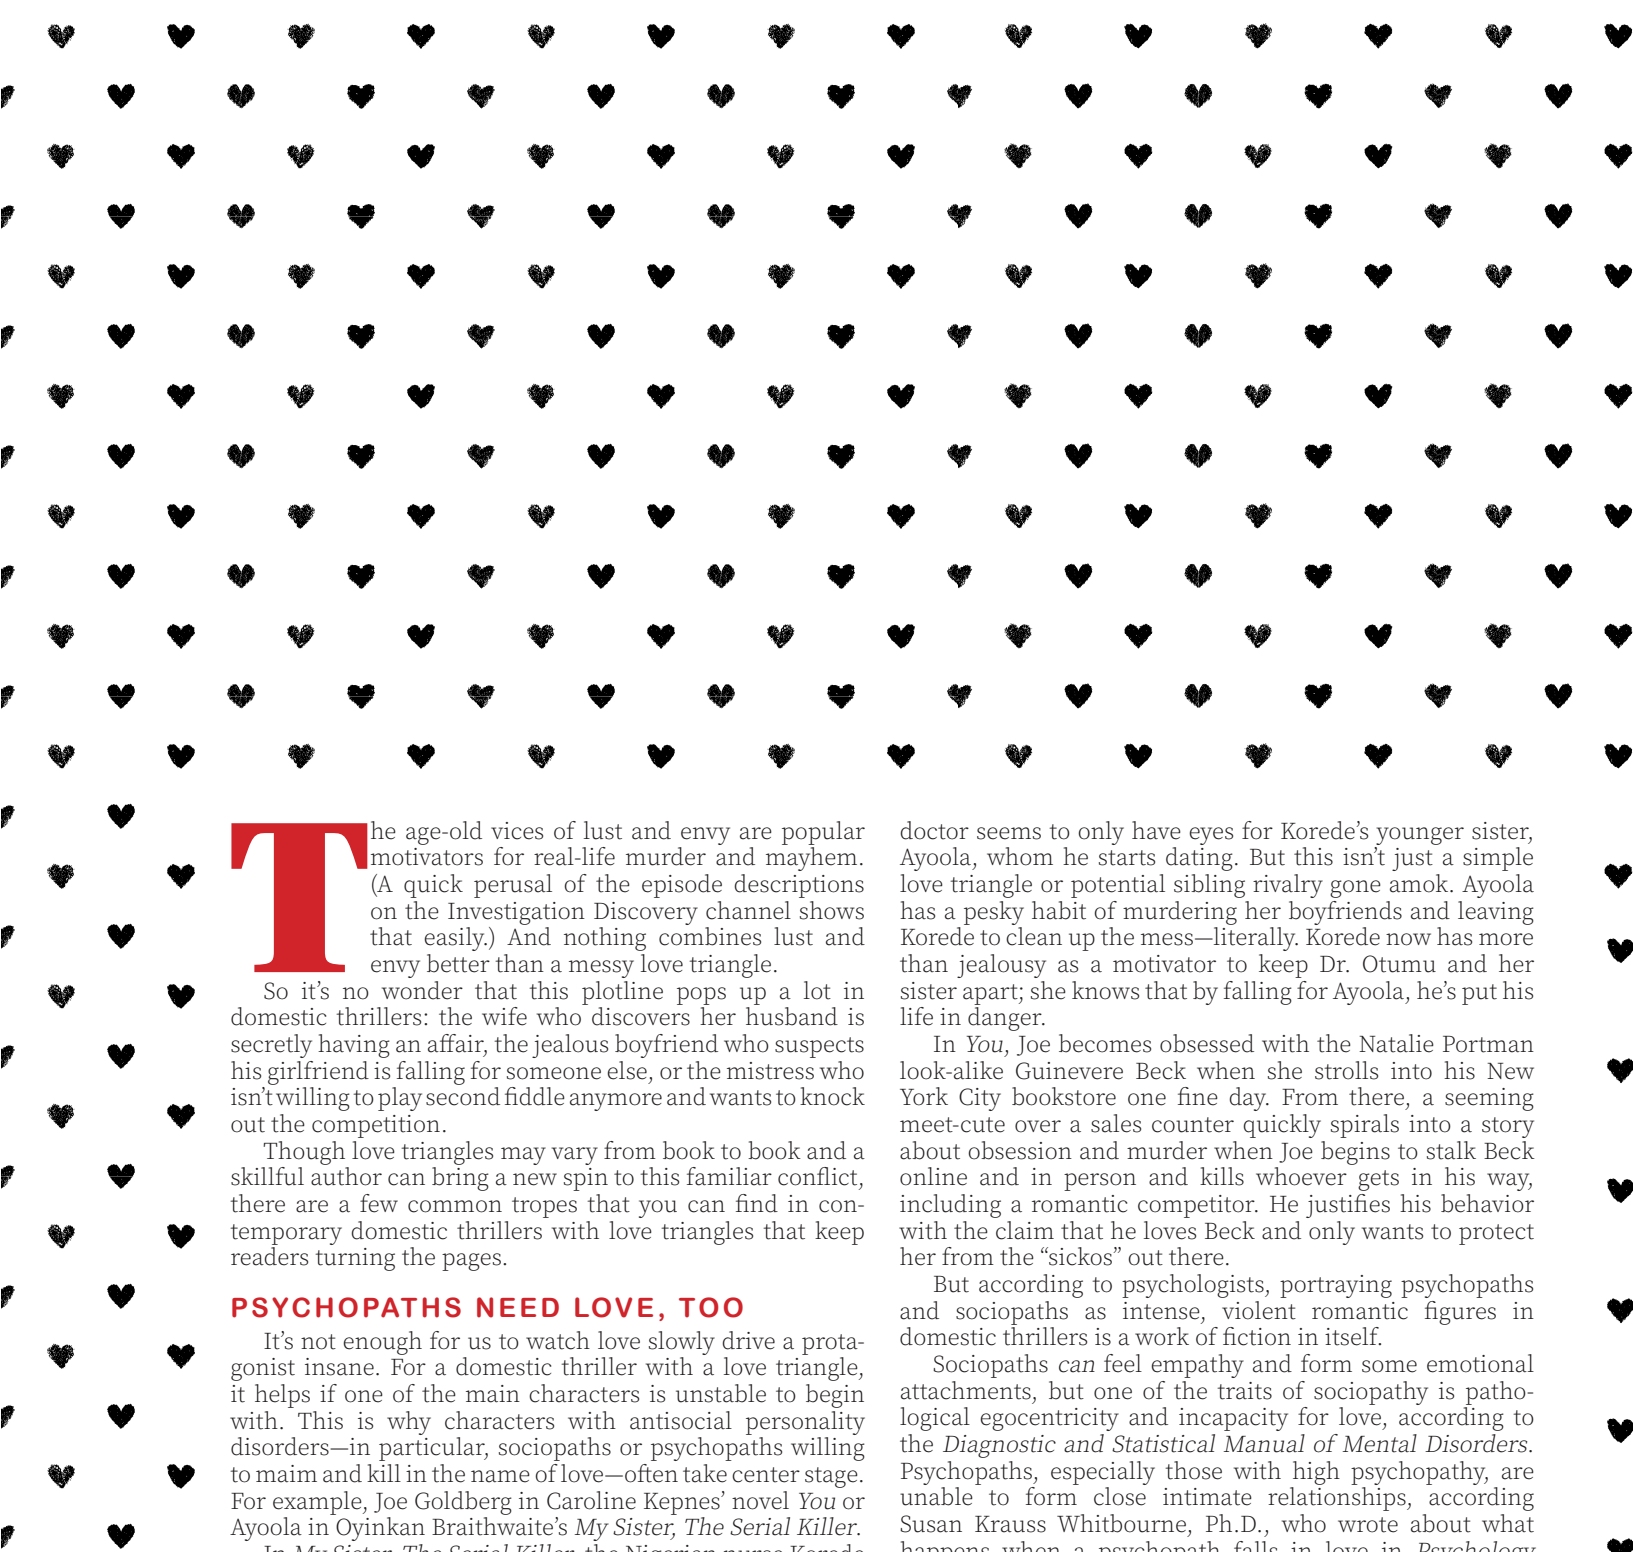 The age-old vices of lust and envy are popular
motivators for real-life murder and mayhem.
(A quick perusal of the episode descriptions
on the Investigation Discovery channel shows
that easily.) And nothing combines lust and
envy better than a messy love triangle.
So it’s no wonder that this plotline pops up a lot in
domestic thrillers: the wife who discovers her husband is
secretly having an affair, the jealous boyfriend who suspects
his girlfriend is falling for someone else, or the mistress who
isn’t willing to play second fiddle anymore and wants to knock
out the competition.
Though love triangles may vary from book to book and a
skillful author can bring a new spin to this familiar conflict,
there are a few common tropes that you can find in con-
temporary domestic thrillers with love triangles that keep
readers turning the pages.
PSYCHOPATHS NEED LOVE, TOO
It’s not enough for us to watch love slowly drive a prota-
gonist insane. For a domestic thriller with a love triangle,
it helps if one of the main characters is unstable to begin
with. This is why characters with antisocial personality
disorders—in particular, sociopaths or psychopaths willing
to maim and kill in the name of love—often take center stage.
For example, Joe Goldberg in Caroline Kepnes’ novel You or
Ayoola in Oyinkan Braithwaite’s My Sister, The Serial Killer.
In My Sister, The Serial Killer, the Nigerian nurse Korede
doctor seems to only have eyes for Korede’s younger sister,
Ayoola, whom he starts dating. But this isn’t just a simple
love triangle or potential sibling rivalry gone amok. Ayoola
has a pesky habit of murdering her boyfriends and leaving
Korede to clean up the mess—literally. Korede now has more
than jealousy as a motivator to keep Dr. Otumu and her
sister apart; she knows that by falling for Ayoola, he’s put his
life in danger.
In You, Joe becomes obsessed with the Natalie Portman
look-alike Guinevere Beck when she strolls into his New
York City bookstore one fine day. From there, a seeming
meet-cute over a sales counter quickly spirals into a story
about obsession and murder when Joe begins to stalk Beck
online and in person and kills whoever gets in his way,
including a romantic competitor. He justifies his behavior
with the claim that he loves Beck and only wants to protect
her from the “sickos” out there.
But according to psychologists, portraying psychopaths
and sociopaths as intense, violent romantic figures in
domestic thrillers is a work of fiction in itself.
Sociopaths can feel empathy and form some emotional
attachments, but one of the traits of sociopathy is patho-
logical egocentricity and incapacity for love, according to
the Diagnostic and Statistical Manual of Mental Disorders.
Psychopaths, especially those with high psychopathy, are
unable to form close intimate relationships, according
Susan Krauss Whitbourne, Ph.D., who wrote about what
happens when a psychopath falls in love in Psychology